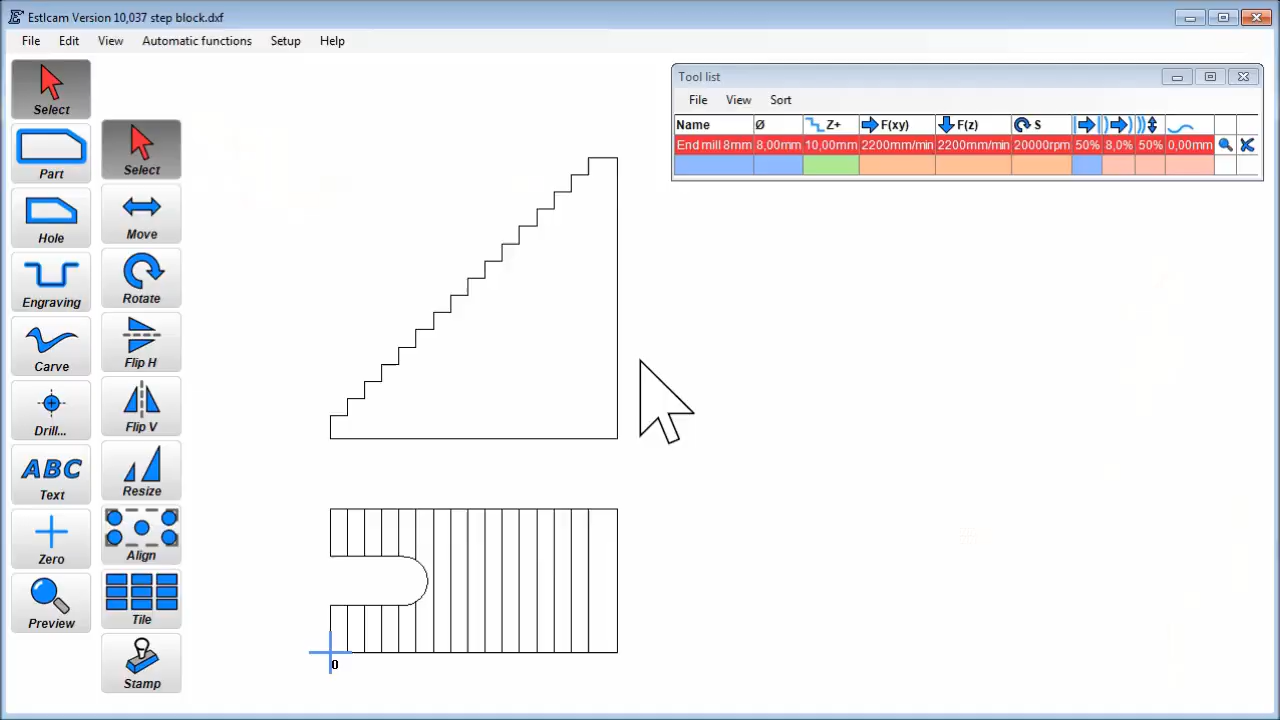 Estlcam Version 10,037 step block.dxf
File Edit View Automatic functions Setup Help
Tool list
File View Sort
Name Ø Z+ F(xy) F(z) S
End mill 8mm 8,00mm 10,00mm 2200mm/min 2200mm/min 20000rpm 50% 8,0% 50% 0,00mm
Select
Part
Hole
Engraving
Carve
Drill...
ABC
Text
Zero
Preview
Select
Move
Rotate
Flip H
Flip V
Resize
Align
Tile
Stamp
0